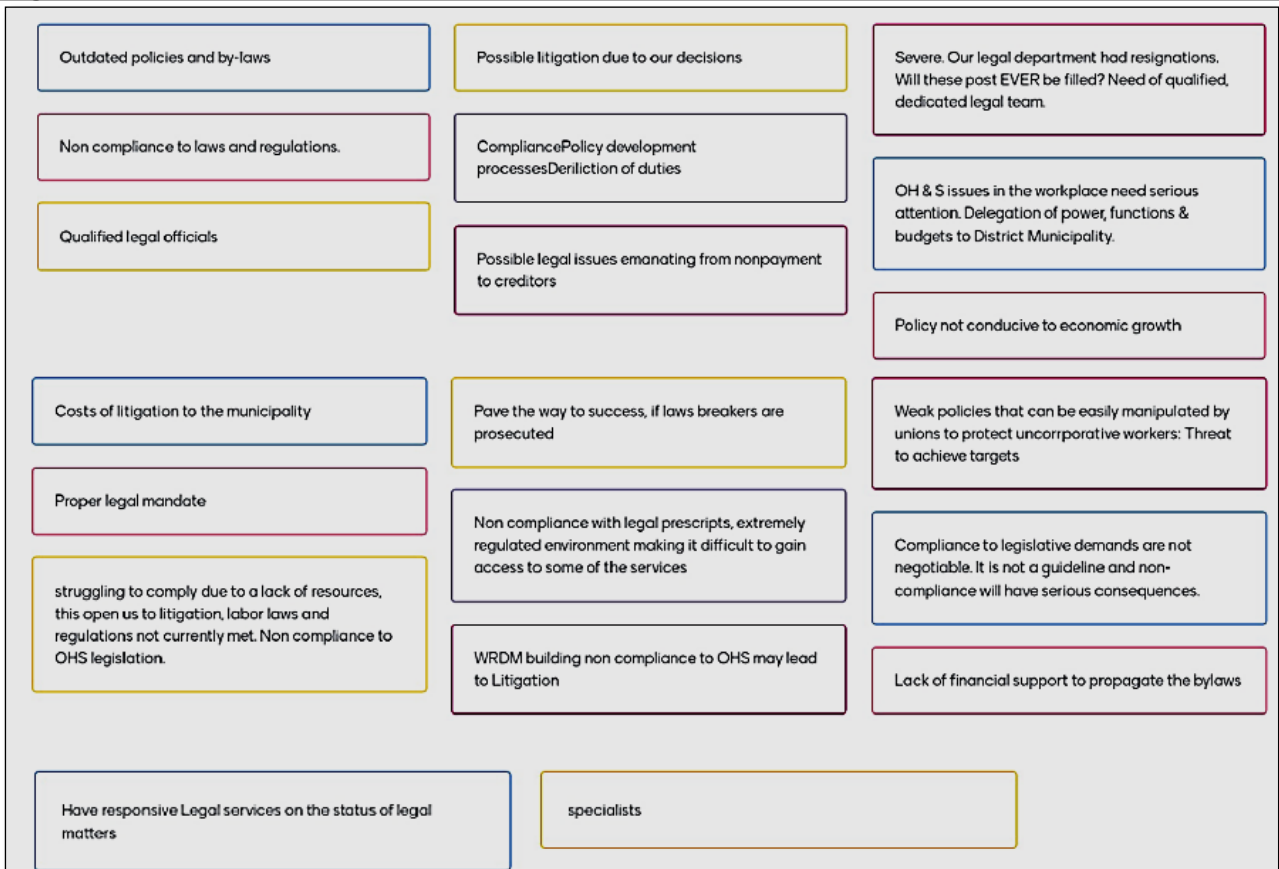 Outdated policies and by-laws
Non compliance to laws and regulations.
Qualified legal officials
Possible litigation due to our decisions
CompliancePolicy development
processesDeriliction of duties
Possible legal issues emanating from nonpayment
to creditors
Severe. Our legal department had resignations.
Will these post EVER be filled? Need of qualified,
dedicated legal team.
OH & S issues in the workplace need serious
attention. Delegation of power, functions &
budgets to District Municipality.
Policy not conducive to economic growth
Costs of litigation to the municipality
Proper legal mandate
struggling to comply due to a lack of resources,
this open us to litigation, labor laws and
regulations not currently met. Non compliance to
OHS legislation.
Pave the way to success, if laws breakers are
prosecuted
Non compliance with legal prescripts, extremely
regulated environment making it difficult to gain
access to some of the services
WRDM building non compliance to OHS may lead
to Litigation
Weak policies that can be easily manipulated by
unions to protect uncorrporative workers: Threat
to achieve targets
Compliance to legislative demands are not
negotiable. It is not a guideline and non-
compliance will have serious consequences.
Lack of financial support to propagate the bylaws
Have responsive Legal services on the status of legal
matters
specialists